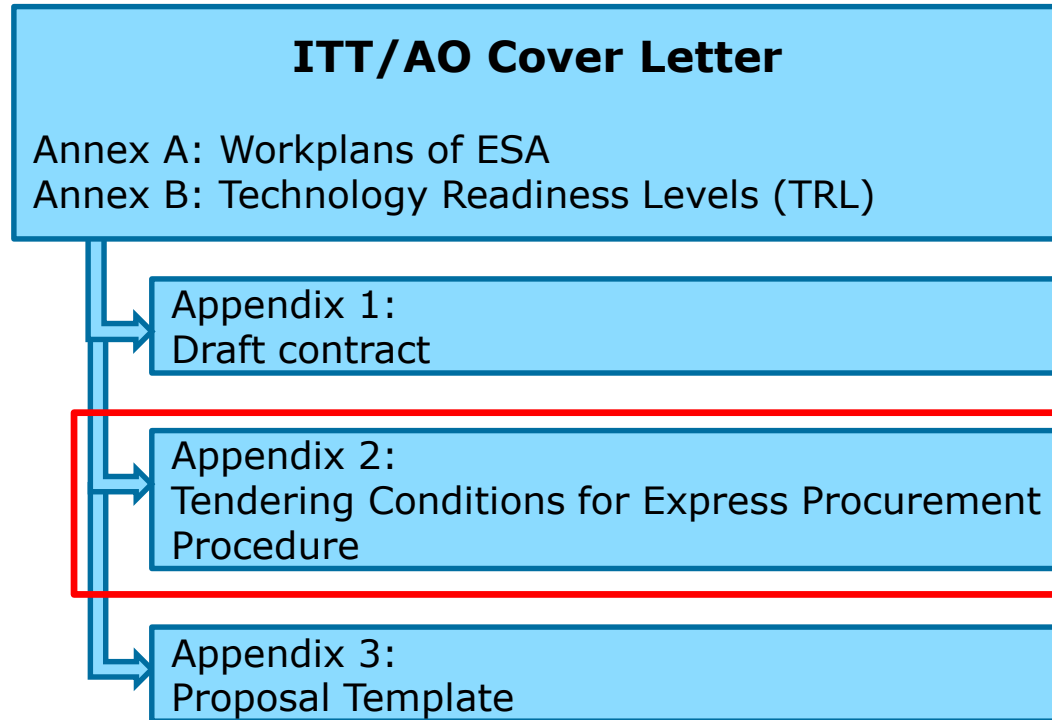 ITT/AO Cover Letter
Annex A: Workplans of ESA
Annex B: Technology Readiness Levels (TRL)
Appendix 1:
Draft contract
Appendix 2:
Tendering Conditions for Express Procurement
Procedure
Appendix 3:
Proposal Template